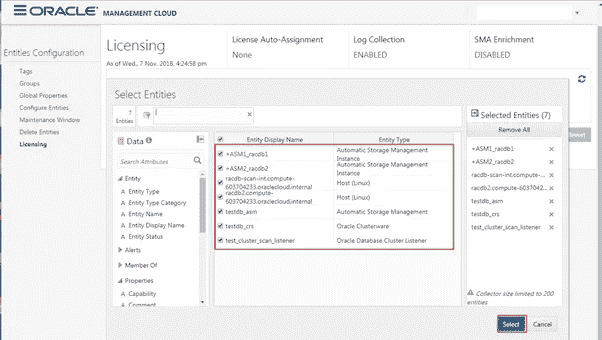 ORACLE MANAGEMENT CLOUD
Entities Configuration
Tags
Groups
Global Properties
Configure Entities
Maintenance Window
Delete Entities
Licensing
Licensing
As of Wed., 7 Nov. 2018, 4:24:58 pm
License Auto-Assignment
None
Log Collection
ENABLED
SMA Enrichment
DISABLED
Select Entities
Entities
Data
Search Attributes
Entity
A Entity Type
A Entity Type Category
A Entity Name
A Entity Display Name
A Entity Status
Alerts
Member Of
Properties
A Capability
A Comment
Entity Display Name Entity Type
+ASM1_racdb1 Automatic Storage Management Instance
+ASM2_racdb2 Automatic Storage Management Instance
racdb-scan-int.compute-603704233.oraclecloud.internal Host (Linux)
racdb2.compute-603704233.oraclecloud.internal Host (Linux)
testdb_asm Automatic Storage Management
testdb_crs Oracle Clusterware
test_cluster_scan_listener Oracle Database Cluster Listener
Selected Entities (7)
Remove All
+ASM1_racdb1
+ASM2_racdb2
racdb-scan-int.compute-...
racdb2.compute-60370423...
testdb_asm
testdb_crs
test_cluster_scan_listener
Collector size limited to 200
entities
Select Cancel